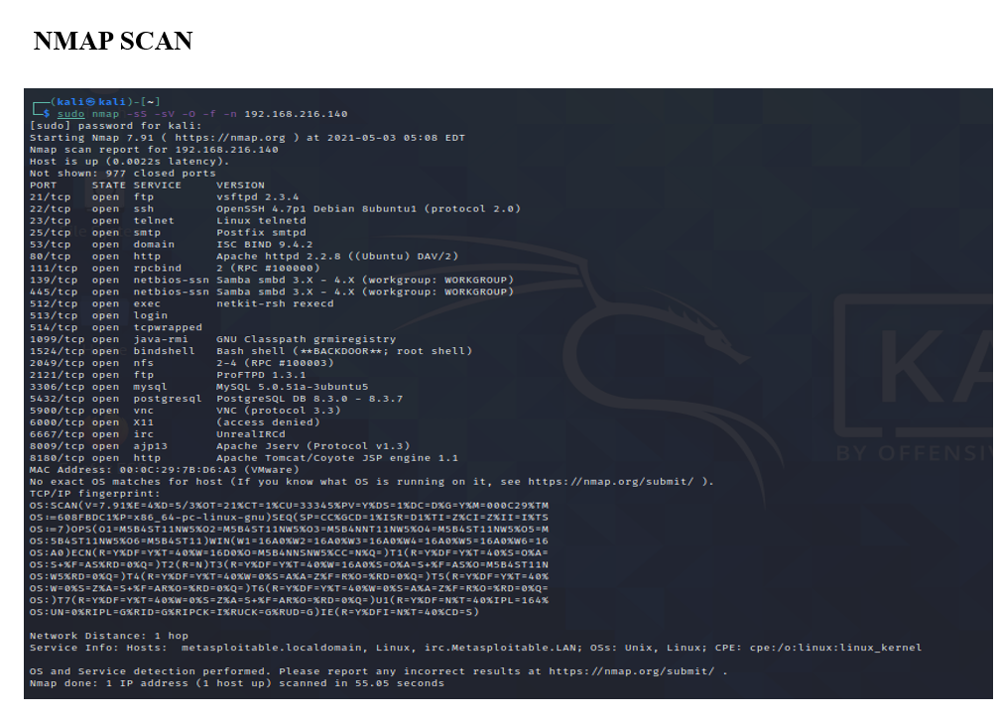 NMAP SCAN
(kali㉿kali)-[~]
$ sudo nmap -sS -sV -O -f -n 192.168.216.140
[sudo] password for kali:
Starting Nmap 7.91 ( https://nmap.org ) at 2021-05-03 05:08 EDT
Nmap scan report for 192.168.216.140
Host is up (0.0022s latency).
Not shown: 977 closed ports
PORT STATE SERVICE VERSION
21/tcp open ftp vsftpd 2.3.4
22/tcp open ssh OpenSSH 4.7p1 Debian 8ubuntu1 (protocol 2.0)
23/tcp open telnet Linux telnetd
25/tcp open smtp Postfix smtpd
53/tcp open domain ISC BIND 9.4.2
80/tcp open http Apache httpd 2.2.8 ((Ubuntu) DAV/2)
111/tcp open rpcbind 2 (RPC #100000)
139/tcp open netbios-ssn Samba smbd 3.X - 4.X (workgroup: WORKGROUP)
445/tcp open netbios-ssn Samba smbd 3.X - 4.X (workgroup: WORKGROUP)
512/tcp open exec netkit-rsh rexecd
513/tcp open login
514/tcp open tcpwrapped
1099/tcp open java-rmi GNU Classpath grmiregistry
1524/tcp open bindshell Bash shell (**BACKDOOR**; root shell)
2049/tcp open nfs 2-4 (RPC #100003)
2121/tcp open ftp ProFTPD 1.3.1
3306/tcp open mysql MySQL 5.0.51a-3ubuntu5
5432/tcp open postgresql PostgreSQL DB 8.3.0 - 8.3.7
5900/tcp open vnc VNC (protocol 3.3)
6000/tcp open X11 (access denied)
6667/tcp open irc UnrealIRCd
8009/tcp open ajp13 Apache Jserv (Protocol v1.3)
8180/tcp open http Apache Tomcat/Coyote JSP engine 1.1
MAC Address: 00:0C:29:7B:D6:A3 (VMware)
No exact OS matches for host (If you know what OS is running on it, see https://nmap.org/submit/ ).
TCP/IP fingerprint:
OS:SCAN(V=7.91%E=4%D=5/3%OT=21%CT=1%CU=33345%PV=Y%DS=1%DC=D%G=Y%M=000C29%TM
OS:=608FBDC1%P=x86_64-pc-linux-gnu)SEQ(SP=CC%GCD=1%ISR=D1%TI=Z%CI=Z%II=I%TS
OS:=7)OPS(O1=M5B4ST11NW5%O2=M5B4ST11NW5%O3=M5B4NNT11NW5%O4=M5B4ST11NW5%O5=M
OS:5B4ST11NW5%O6=M5B4ST11)WIN(W1=16A0%W2=16A0%W3=16A0%W4=16A0%W5=16A0%W6=16
OS:A0)ECN(R=Y%DF=Y%T=40%W=16D0%O=M5B4NNSNW5%CC=N%Q=)T1(R=Y%DF=Y%T=40%S=O%A=
OS:S+%F=AS%RD=0%Q=)T2(R=N)T3(R=Y%DF=Y%T=40%W=16A0%S=O%A=S+%F=AS%O=M5B4ST11N
OS:W5%RD=0%Q=)T4(R=Y%DF=Y%T=40%W=0%S=A%A=Z%F=R%O=%RD=0%Q=)T5(R=Y%DF=Y%T=40%
OS:W=0%S=Z%A=S+%F=AR%O=%RD=0%Q=)T6(R=Y%DF=Y%T=40%W=0%S=A%A=Z%F=R%O=%RD=0%Q=
OS:)T7(R=Y%DF=Y%T=40%W=0%S=Z%A=S+%F=AR%O=%RD=0%Q=)U1(R=Y%DF=N%T=40%IPL=164%
OS:UN=0%RIPL=G%RID=G%RIPCK=I%RUCK=G%RUD=G)IE(R=Y%DFI=N%T=40%CD=S)
Network Distance: 1 hop
Service Info: Hosts: metasploitable.localdomain, Linux, irc.Metasploitable.LAN; OSs: Unix, Linux; CPE: cpe:/o:linux:linux_kernel
OS and Service detection performed. Please report any incorrect results at https://nmap.org/submit/ .
Nmap done: 1 IP address (1 host up) scanned in 55.05 seconds
KA
BY OFFENSI